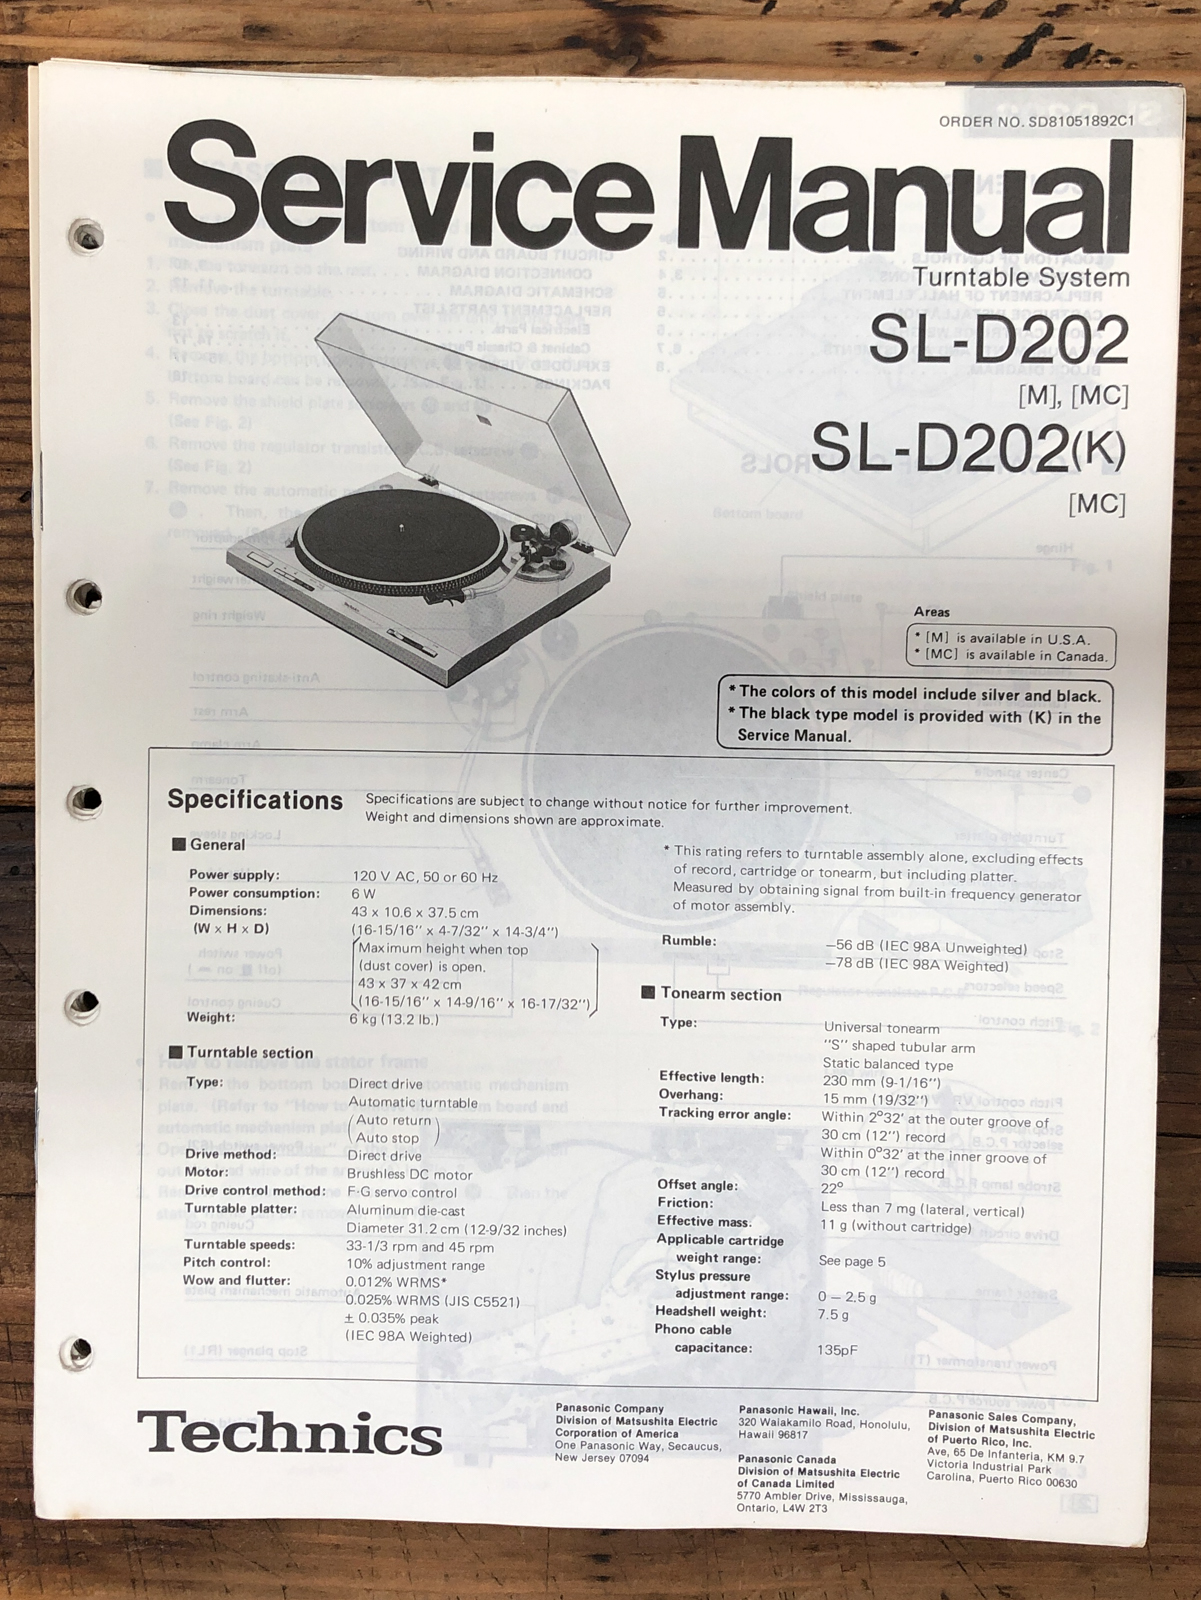 ORDER NO. SD81051892C1
Service Manual
Turntable System
SL-D202
[M], [MC]
SL-D202(K)
[MC]
Areas
* [M] is available in U.S.A.
* [MC] is available in Canada.
* The colors of this model include silver and black.
* The black type model is provided with (K) in the
Service Manual.
Specifications
Specifications are subject to change without notice for further improvement.
Weight and dimensions shown are approximate.
■ General
Power supply: 120 V AC, 50 or 60 Hz
Power consumption: 6 W
Dimensions: 43 x 10.6 x 37.5 cm
(W x H x D) (16-15/16″ x 4-7/32″ x 14-3/4″)
Maximum height when top
(dust cover) is open.
43 x 37 x 42 cm
(16-15/16″ x 14-9/16″ x 16-17/32″)
Weight: 6 kg (13.2 lb.)
■ Turntable section
Type: Direct drive
Automatic turntable
(Auto return
Auto stop)
Drive method: Direct drive
Motor: Brushless DC motor
Drive control method: F-G servo control
Turntable platter: Aluminum die-cast
Diameter 31.2 cm (12-9/32 inches)
Turntable speeds: 33-1/3 rpm and 45 rpm
Pitch control: 10% adjustment range
Wow and flutter: 0.012% WRMS*
0.025% WRMS (JIS C5521)
± 0.035% peak
(IEC 98A Weighted)
* This rating refers to turntable assembly alone, excluding effects
of record, cartridge or tonearm, but including platter.
Measured by obtaining signal from built-in frequency generator
of motor assembly.
Rumble: −56 dB (IEC 98A Unweighted)
−78 dB (IEC 98A Weighted)
■ Tonearm section
Type: Universal tonearm
"S" shaped tubular arm
Static balanced type
Effective length: 230 mm (9-1/16″)
Overhang: 15 mm (19/32″)
Tracking error angle: Within 2°32′ at the outer groove of
30 cm (12″) record
Within 0°32′ at the inner groove of
30 cm (12″) record
Offset angle: 22°
Friction: Less than 7 mg (lateral, vertical)
Effective mass. 11 g (without cartridge)
Applicable cartridge
weight range: See page 5
Stylus pressure
adjustment range: 0 – 2.5 g
Headshell weight: 7.5 g
Phono cable
capacitance: 135pF
Technics
Panasonic Company
Division of Matsushita Electric
Corporation of America
One Panasonic Way, Secaucus,
New Jersey 07094
Panasonic Hawaii, Inc.
320 Waiakamilo Road, Honolulu,
Hawaii 96817
Panasonic Canada
Division of Matsushita Electric
of Canada Limited
5770 Ambler Drive, Mississauga,
Ontario, L4W 2T3
Panasonic Sales Company,
Division of Matsushita Electric
of Puerto Rico, Inc.
Ave, 65 De Infanteria, KM 9.7
Victoria Industrial Park
Carolina, Puerto Rico 00630